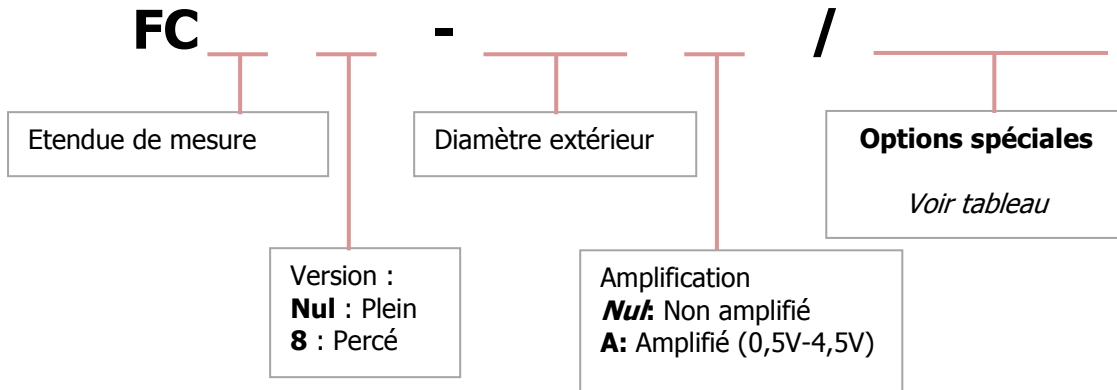 FC - /
Etendue de mesure
Diamètre extérieur
Options spéciales
Voir tableau
Version :
Nul : Plein
8 : Percé
Amplification
Nul: Non amplifié
A: Amplifié (0,5V-4,5V)